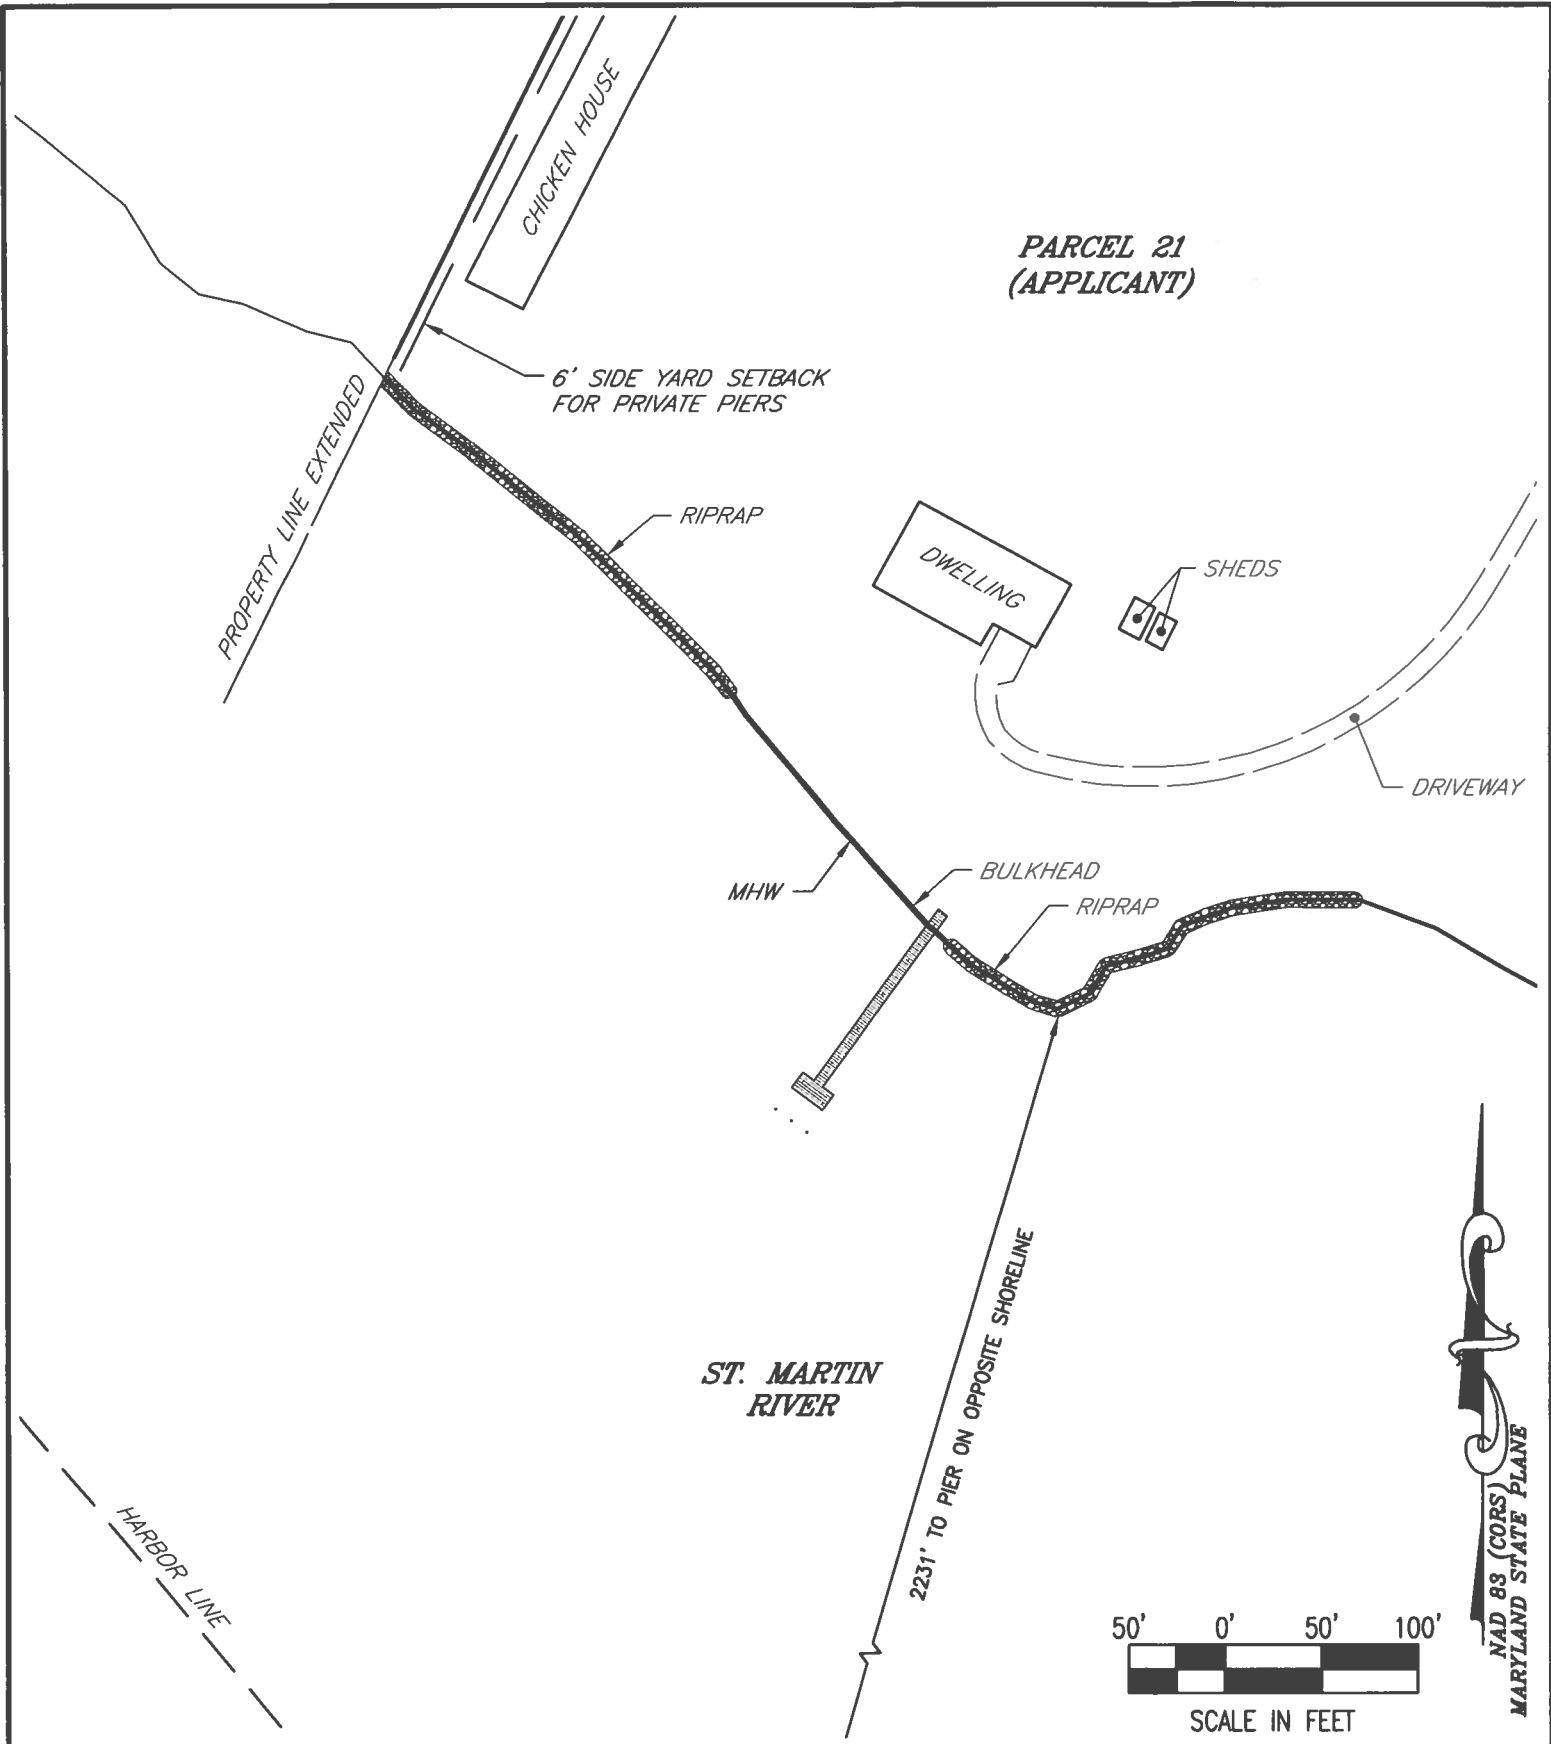 CHICKEN HOUSE
PARCEL 21
(APPLICANT)
6' SIDE YARD SETBACK
FOR PRIVATE PIERS
PROPERTY LINE EXTENDED
RIPRAP
DWELLING
SHEDS
DRIVEWAY
MHW
BULKHEAD
RIPRAP
2231' TO PIER ON OPPOSITE SHORELINE
ST. MARTIN
RIVER
HARBOR LINE
NAD 83 (CORS)
MARYLAND STATE PLANE
50' 0' 50' 100'
SCALE IN FEET